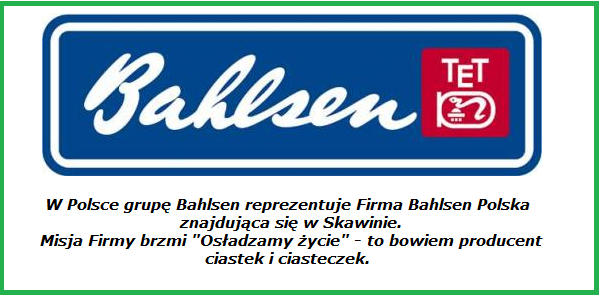 Bahlsen
TET
W Polsce grupę Bahlsen reprezentuje Firma Bahlsen Polska
znajdująca się w Skawinie.
Misja Firmy brzmi "Osładzamy życie" - to bowiem producent
ciastek i ciasteczek.